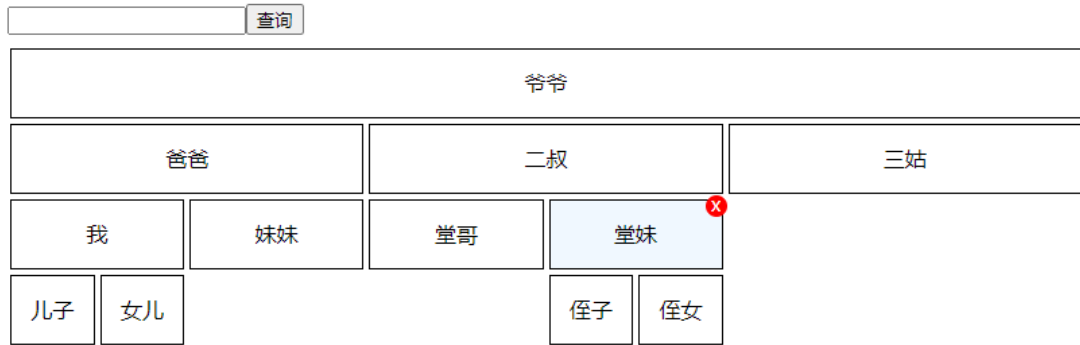 查询
爷爷
爸爸 二叔 三姑
我 妹妹 堂哥 堂妹 X
儿子 女儿 侄子 侄女